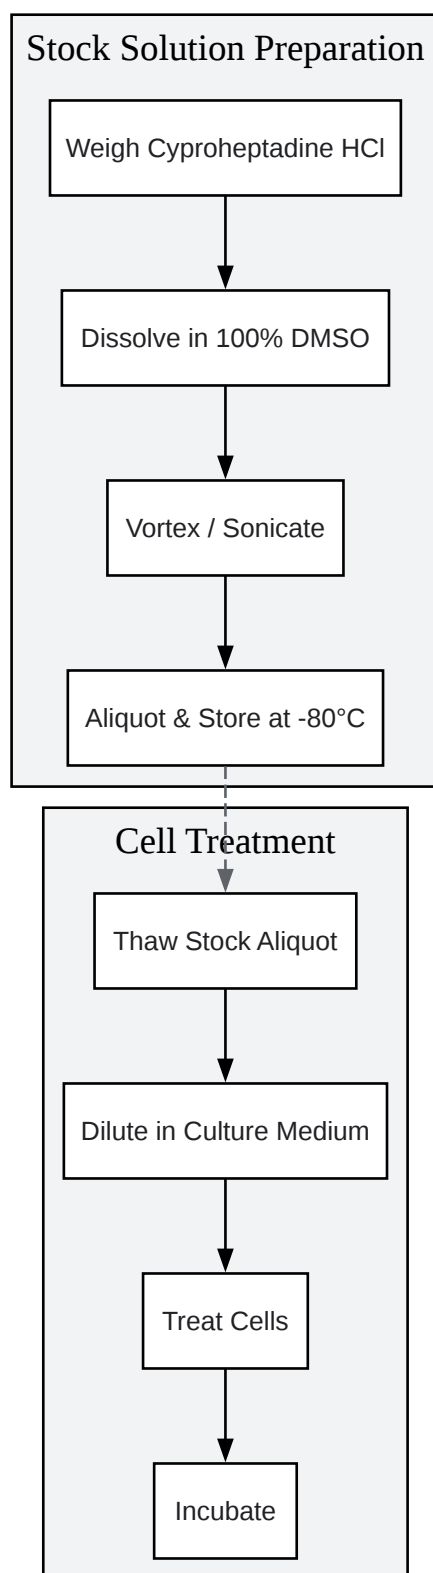 Stock Solution Preparation
Weigh Cyproheptadine HCl
Dissolve in 100% DMSO
Vortex / Sonicate
Aliquot & Store at -80°C
Cell Treatment
Thaw Stock Aliquot
Dilute in Culture Medium
Treat Cells
Incubate